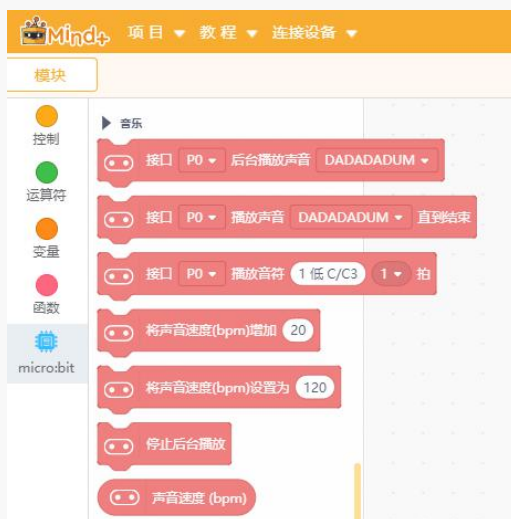 Mind+ 项目 教程 连接设备
模块
控制
运算符
变量
函数
micro:bit
音乐
接口 P0 后台播放声音 DADADADUM
接口 P0 播放声音 DADADADUM 直到结束
接口 P0 播放音符 1 低 C/C3 1 拍
将声音速度(bpm)增加 20
将声音速度(bpm)设置为 120
停止后台播放
声音速度 (bpm)